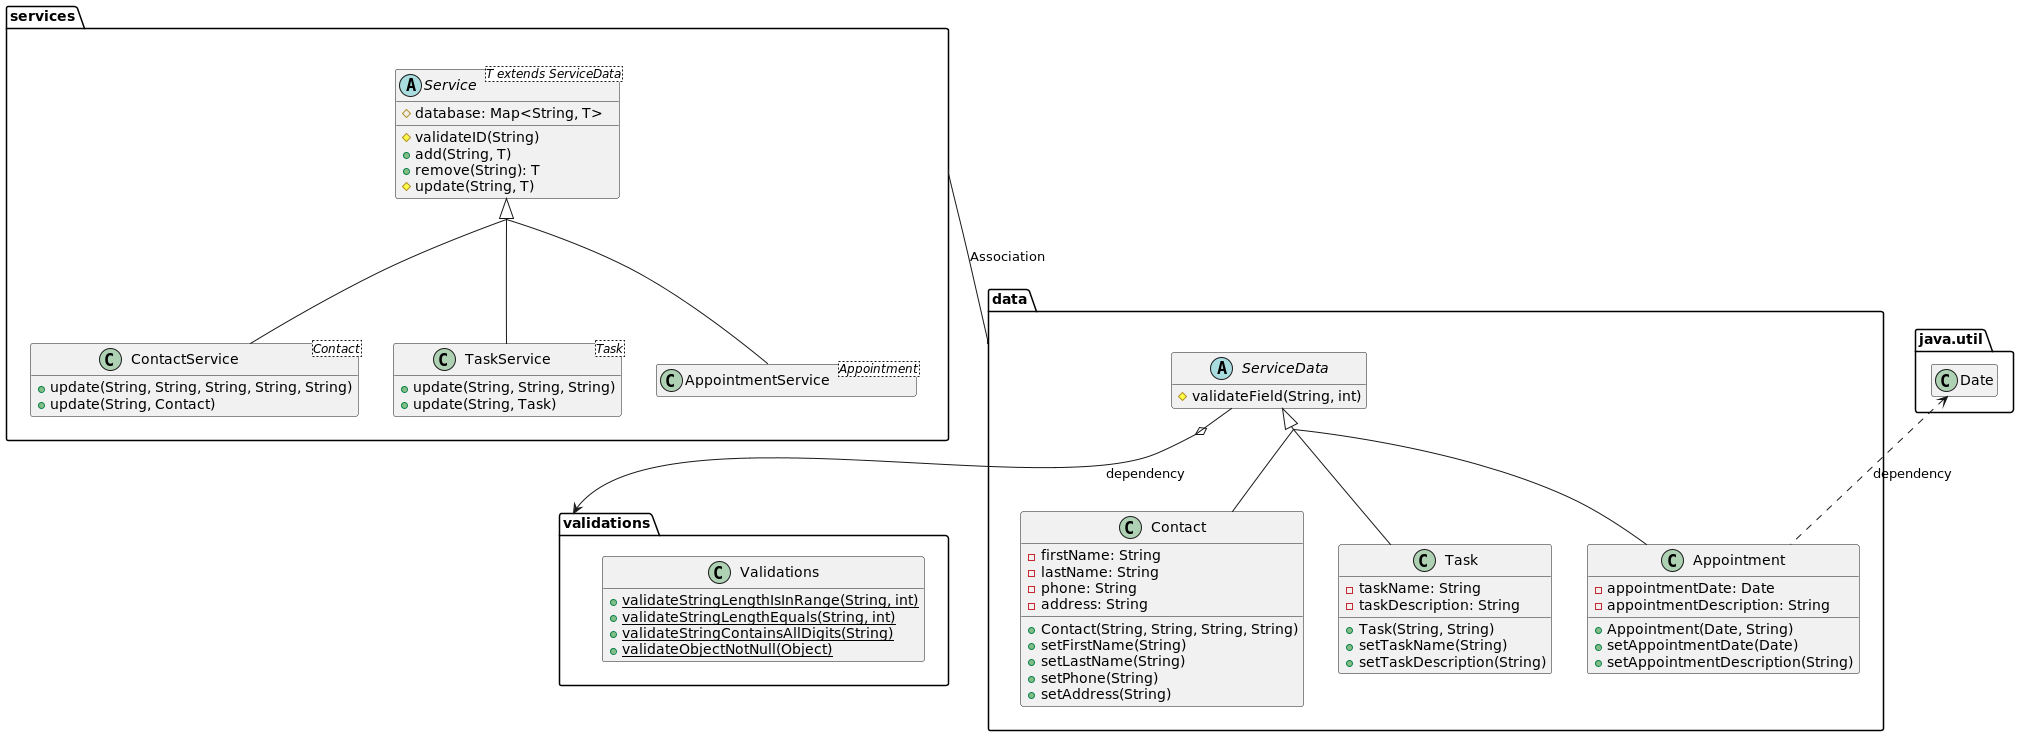 services
A Service
T extends ServiceData
database: Map<String, T>
validateID(String)
add(String, T)
remove(String): T
update(String, T)
C ContactService
Contact
update(String, String, String, String, String)
update(String, Contact)
C TaskService
Task
update(String, String, String)
update(String, Task)
C AppointmentService
Appointment
Association
data
A ServiceData
validateField(String, int)
java.util
C Date
dependency
dependency
validations
C Validations
validateStringLengthIsInRange(String, int)
validateStringLengthEquals(String, int)
validateStringContainsAllDigits(String)
validateObjectNotNull(Object)
C Contact
firstName: String
lastName: String
phone: String
address: String
Contact(String, String, String, String)
setFirstName(String)
setLastName(String)
setPhone(String)
setAddress(String)
C Task
taskName: String
taskDescription: String
Task(String, String)
setTaskName(String)
setTaskDescription(String)
C Appointment
appointmentDate: Date
appointmentDescription: String
Appointment(Date, String)
setAppointmentDate(Date)
setAppointmentDescription(String)